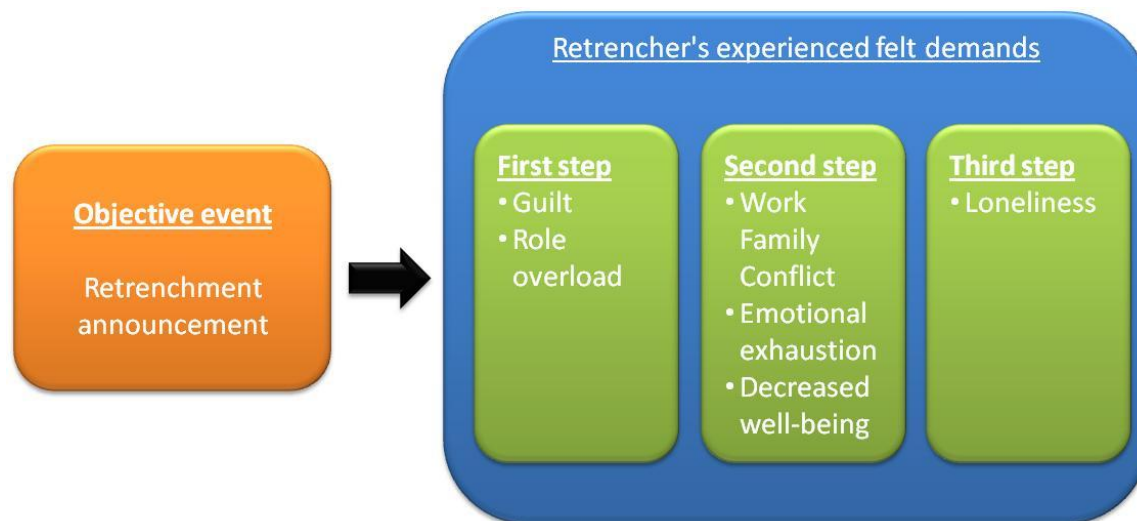 Retrencher's experienced felt demands
Objective event
Retrenchment
announcement
First step
• Guilt
• Role
overload
Second step
• Work
Family
Conflict
• Emotional
exhaustion
• Decreased
well-being
Third step
• Loneliness